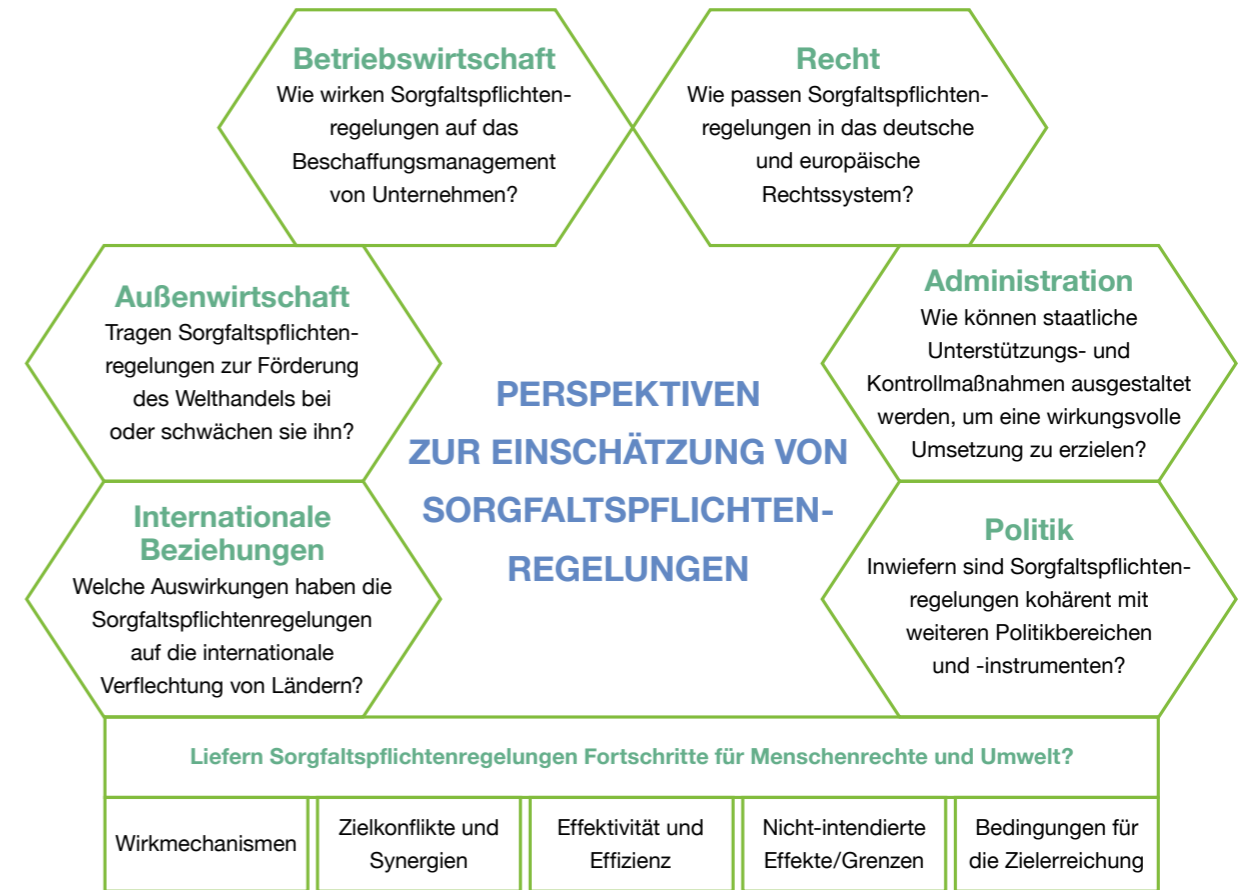 Betriebswirtschaft
Wie wirken Sorgfaltspflichten-
regelungen auf das
Beschaffungsmanagement
von Unternehmen?
Recht
Wie passen Sorgfaltspflichten-
regelungen in das deutsche
und europäische
Rechtssystem?
Außenwirtschaft
Tragen Sorgfaltspflichten-
regelungen zur Förderung
des Welthandels bei
oder schwächen sie ihn?
Administration
Wie können staatliche
Unterstützungs- und
Kontrollmaßnahmen ausgestaltet
werden, um eine wirkungsvolle
Umsetzung zu erzielen?
PERSPEKTIVEN
ZUR EINSCHÄTZUNG VON
SORGFALTSPFLICHTEN-
REGELUNGEN
Internationale
Beziehungen
Welche Auswirkungen haben die
Sorgfaltspflichtenregelungen
auf die internationale
Verflechtung von Ländern?
Politik
Inwiefern sind Sorgfaltspflichten-
regelungen kohärent mit
weiteren Politikbereichen
und -instrumenten?
Liefern Sorgfaltspflichtenregelungen Fortschritte für Menschenrechte und Umwelt?
Wirkmechanismen
Zielkonflikte und
Synergien
Effektivität und
Effizienz
Nicht-intendierte
Effekte/Grenzen
Bedingungen für
die Zielerreichung